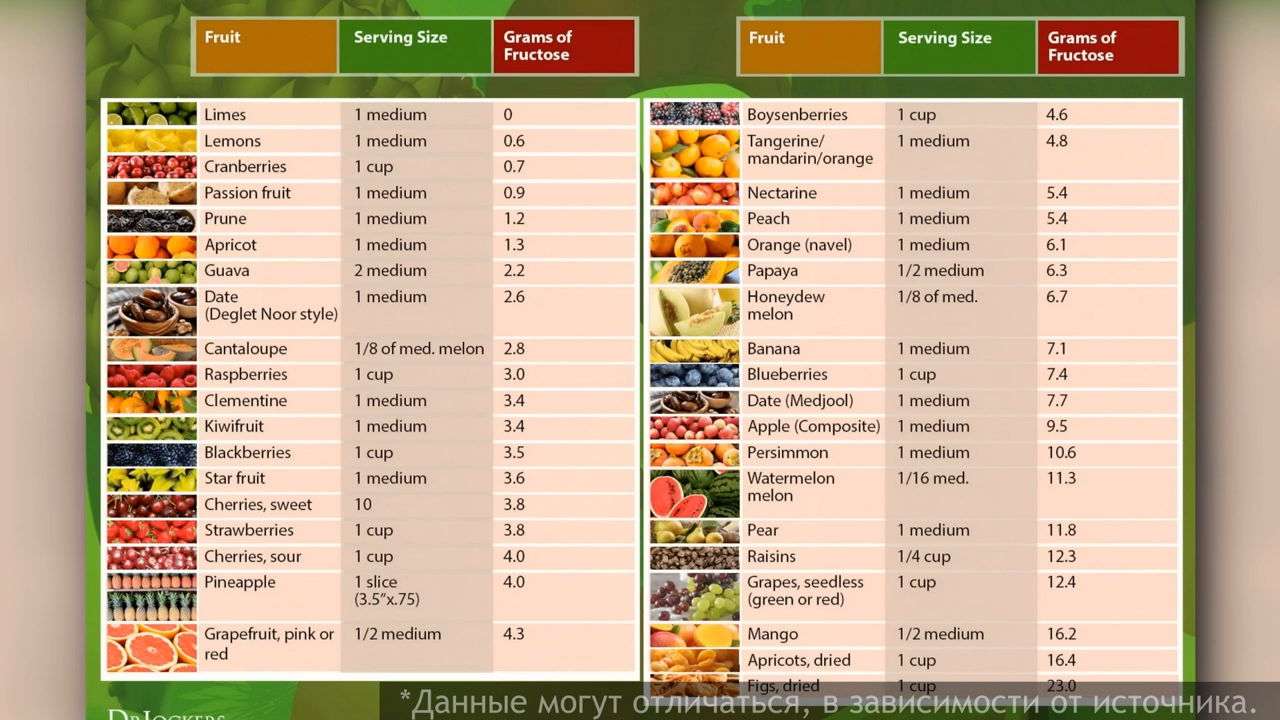 Fruit Serving Size Grams of
Fructose
Limes 1 medium 0
Lemons 1 medium 0.6
Cranberries 1 cup 0.7
Passion fruit 1 medium 0.9
Prune 1 medium 1.2
Apricot 1 medium 1.3
Guava 2 medium 2.2
Date 1 medium 2.6
(Deglet Noor style)
Cantaloupe 1/8 of med. melon 2.8
Raspberries 1 cup 3.0
Clementine 1 medium 3.4
Kiwifruit 1 medium 3.4
Blackberries 1 cup 3.5
Star fruit 1 medium 3.6
Cherries, sweet 10 3.8
Strawberries 1 cup 3.8
Cherries, sour 1 cup 4.0
Pineapple 1 slice 4.0
(3.5”x.75)
Grapefruit, pink or 1/2 medium 4.3
red
Fruit Serving Size Grams of
Fructose
Boysenberries 1 cup 4.6
Tangerine/ 1 medium 4.8
mandarin/orange
Nectarine 1 medium 5.4
Peach 1 medium 5.4
Orange (navel) 1 medium 6.1
Papaya 1/2 medium 6.3
Honeydew 1/8 of med. 6.7
melon
Banana 1 medium 7.1
Blueberries 1 cup 7.4
Date (Medjool) 1 medium 7.7
Apple (Composite) 1 medium 9.5
Persimmon 1 medium 10.6
Watermelon 1/16 med. 11.3
melon
Pear 1 medium 11.8
Raisins 1/4 cup 12.3
Grapes, seedless 1 cup 12.4
(green or red)
Mango 1/2 medium 16.2
Apricots, dried 1 cup 16.4
Figs, dried 1 cup 23.0
*Данные могут отличаться, в зависимости от источника.
DRJOCKERS